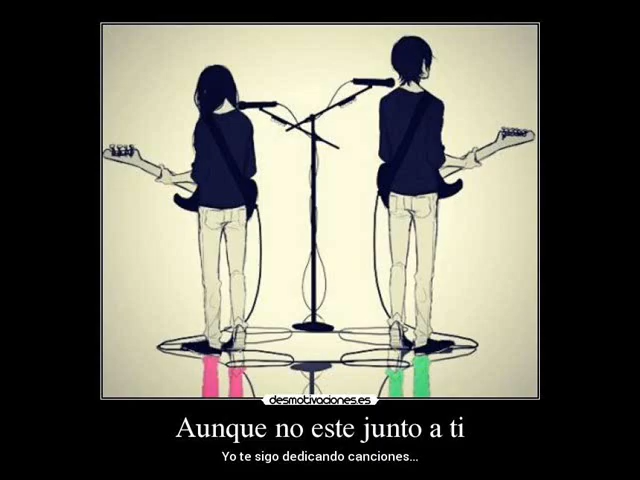 desmotivaciones.es
Aunque no este junto a ti
Yo te sigo dedicando canciones...